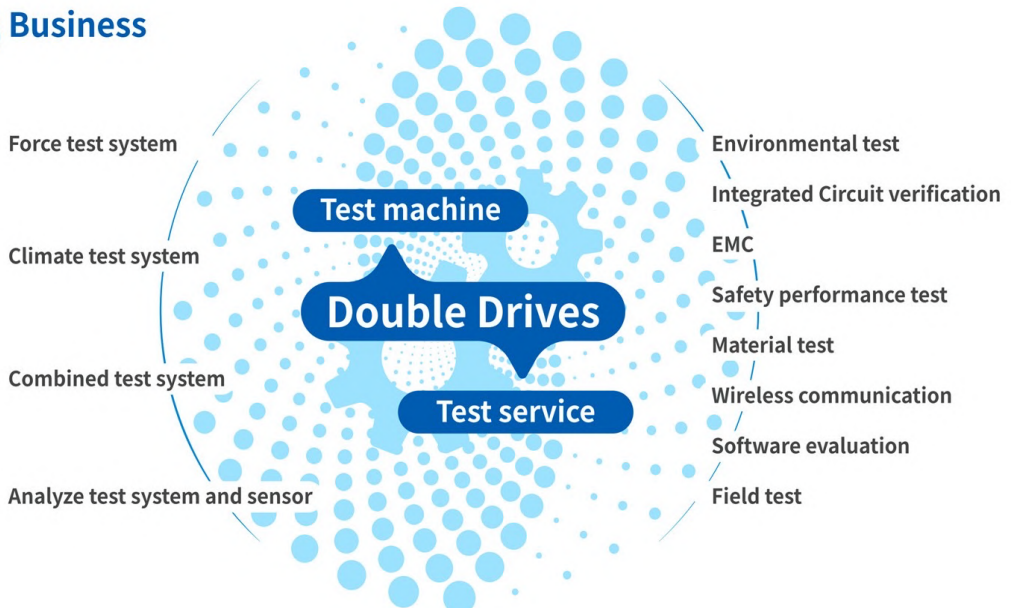 Business
Force test system
Climate test system
Combined test system
Analyze test system and sensor
Test machine
Double Drives
Test service
Environmental test
Integrated Circuit verification
EMC
Safety performance test
Material test
Wireless communication
Software evaluation
Field test